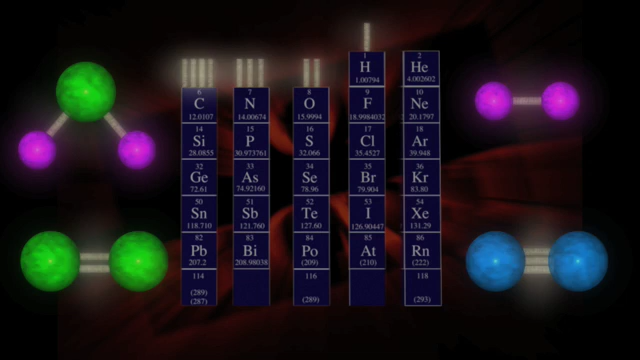 1 2
H He
1.00794 4.002602
6 7 8 9 10
C N O F Ne
12.0107 14.00674 15.9994 18.9984032 20.1797
14 15 16 17 18
Si P S Cl Ar
28.0855 30.973761 32.066 35.4527 39.948
32 33 34 35 36
Ge As Se Br Kr
72.61 74.92160 78.96 79.904 83.80
50 51 52 53 54
Sn Sb Te I Xe
118.710 121.760 127.60 126.90447 131.29
82 83 84 85 86
Pb Bi Po At Rn
207.2 208.98038 (209) (210) (222)
114 116 118
(289) (289) (293)
(287)